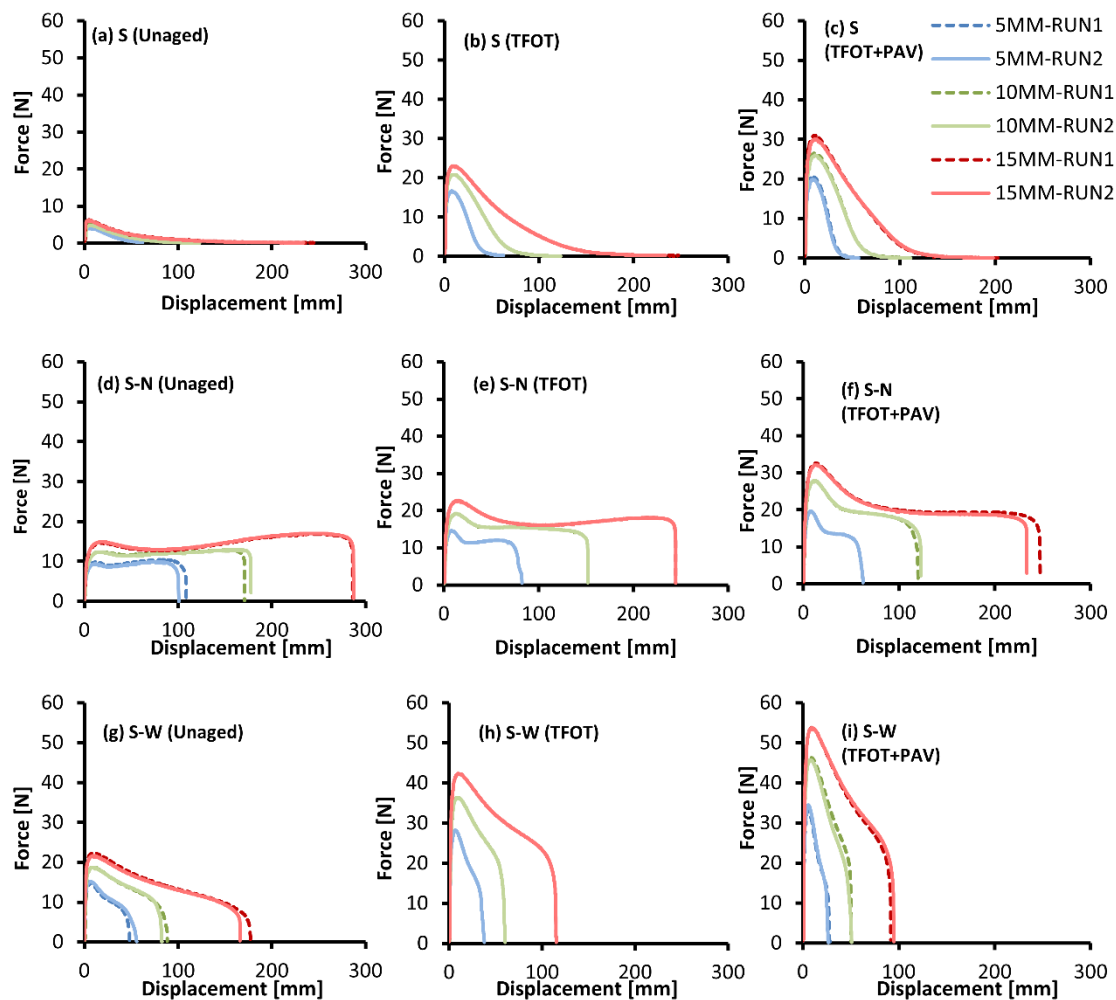 (a) S (Unaged)
Force [N]
60
50
40
30
20
10
0
0 100 200 300
Displacement [mm]
(b) S (TFOT)
Force [N]
60
50
40
30
20
10
0
0 100 200 300
Displacement [mm]
(c) S
(TFOT+PAV)
Force [N]
60
50
40
30
20
10
0
0 100 200 300
Displacement [mm]
5MM-RUN1
5MM-RUN2
10MM-RUN1
10MM-RUN2
15MM-RUN1
15MM-RUN2
(d) S-N (Unaged)
Force [N]
60
50
40
30
20
10
0
0 100 200 300
Displacement [mm]
(e) S-N (TFOT)
Force [N]
60
50
40
30
20
10
0
0 100 200 300
Displacement [mm]
(f) S-N
(TFOT+PAV)
Force [N]
60
50
40
30
20
10
0
0 100 200 300
Displacement [mm]
(g) S-W (Unaged)
Force [N]
60
50
40
30
20
10
0
0 100 200 300
Displacement [mm]
(h) S-W (TFOT)
Force [N]
60
50
40
30
20
10
0
0 100 200 300
Displacement [mm]
(i) S-W
(TFOT+PAV)
Force [N]
60
50
40
30
20
10
0
0 100 200 300
Displacement [mm]